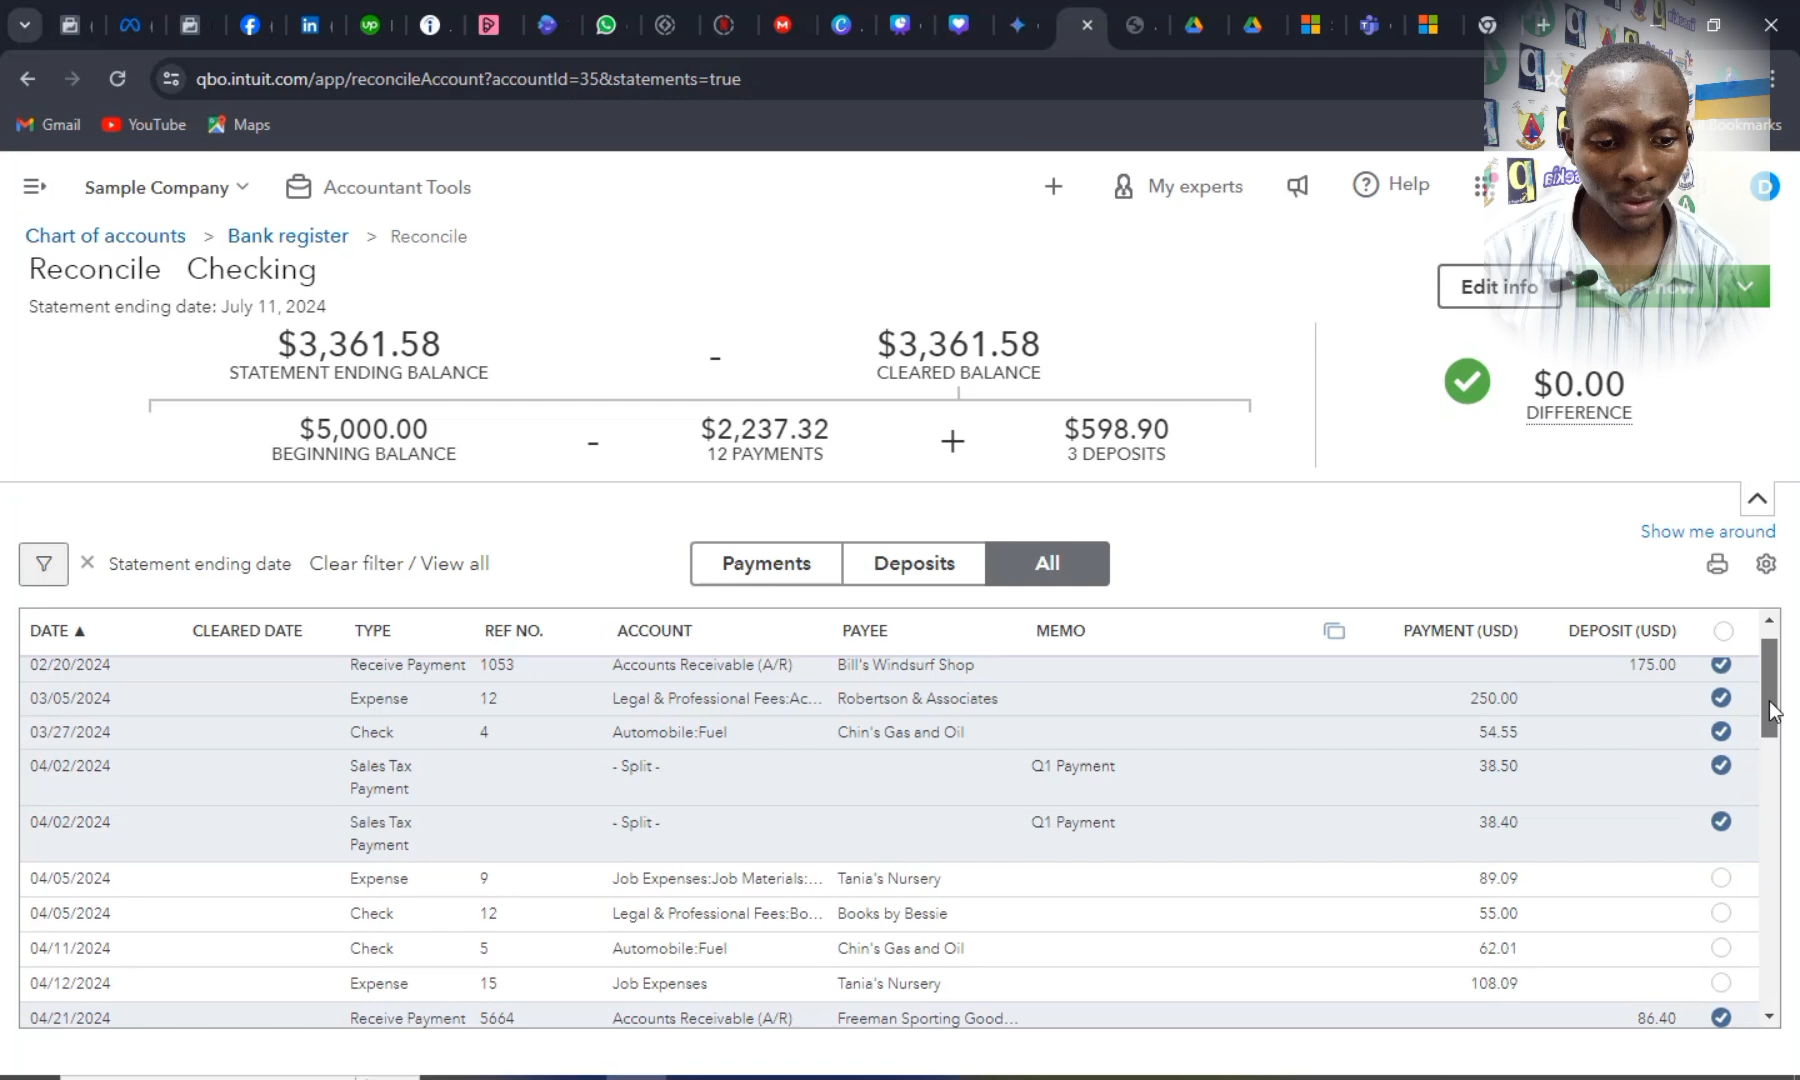 qbo.intuit.com/app/reconcileAccount?accountId=35&statements=true
Gmail YouTube Maps Bookmarks
Sample Company Accountant Tools + My experts Help D
Chart of accounts > Bank register > Reconcile
Reconcile Checking
Edit info
Statement ending date: July 11, 2024
$3,361.58 - $3,361.58
STATEMENT ENDING BALANCE CLEARED BALANCE
$0.00
DIFFERENCE
$5,000.00 - $2,237.32 + $598.90
BEGINNING BALANCE 12 PAYMENTS 3 DEPOSITS
Show me around
Statement ending date Clear filter / View all Payments Deposits All
DATE ▲ CLEARED DATE TYPE REF NO. ACCOUNT PAYEE MEMO PAYMENT (USD) DEPOSIT (USD)
02/20/2024 Receive Payment 1053 Accounts Receivable (A/R) Bill's Windsurf Shop 175.00
03/05/2024 Expense 12 Legal & Professional Fees:Ac... Robertson & Associates 250.00
03/27/2024 Check 4 Automobile:Fuel Chin's Gas and Oil 54.55
04/02/2024 Sales Tax - Split - Q1 Payment 38.50
Payment
04/02/2024 Sales Tax - Split - Q1 Payment 38.40
Payment
04/05/2024 Expense 9 Job Expenses:Job Materials:... Tania's Nursery 89.09
04/05/2024 Check 12 Legal & Professional Fees:Bo... Books by Bessie 55.00
04/11/2024 Check 5 Automobile:Fuel Chin's Gas and Oil 62.01
04/12/2024 Expense 15 Job Expenses Tania's Nursery 108.09
04/21/2024 Receive Payment 5664 Accounts Receivable (A/R) Freeman Sporting Good... 86.40